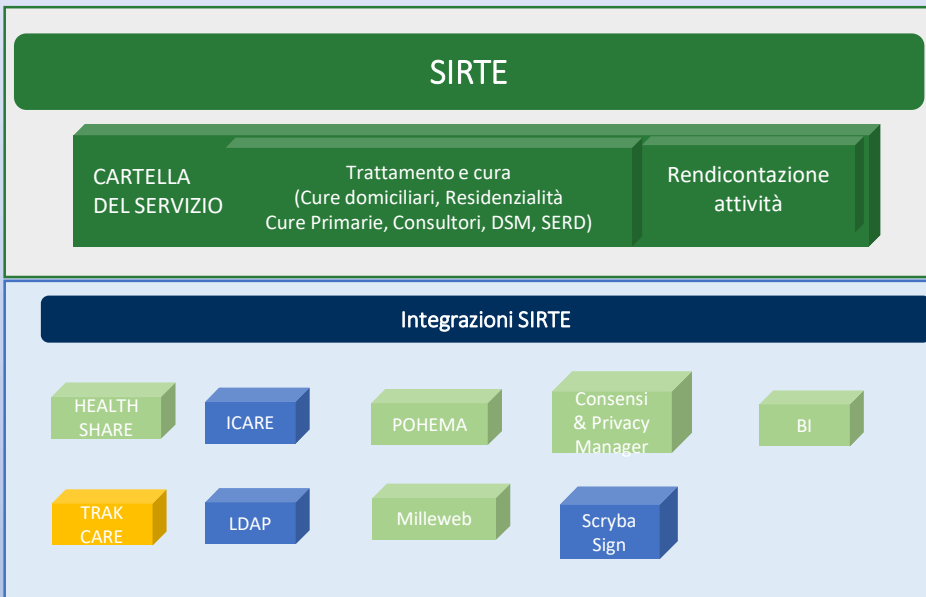 SIRTE
CARTELLA
DEL SERVIZIO
Trattamento e cura
(Cure domiciliari, Residenzialità
Cure Primarie, Consultori, DSM, SERD)
Rendicontazione
attività
Integrazioni SIRTE
HEALTH
SHARE
ICARE
POHEMA
Consensi
& Privacy
Manager
BI
TRAK
CARE
LDAP
Milleweb
Scryba
Sign